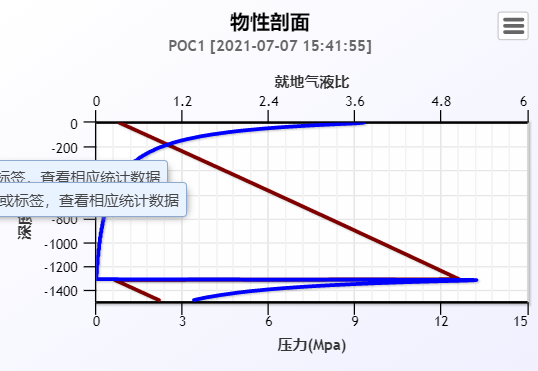 物性剖面
POC1 [2021-07-07 15:41:55]
就地气液比
0 1.2 2.4 3.6 4.8 6
0
-200
标签，查看相应统计数据
或标签，查看相应统计数据
-800
-1000
-1200
-1400
0 3 6 9 12 15
压力(Mpa)